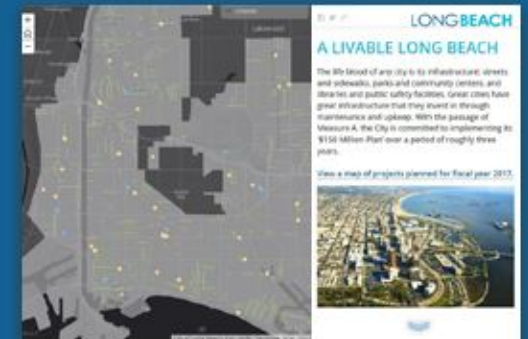 LONGBEACH
A LIVABLE LONG BEACH
The life blood of any city is its infrastructure: streets
and sidewalks, parks and community centers, and
libraries and public safety facilities. Great cities have
great infrastructure that they invest in through
maintenance and upkeep. With the passage of
Measure A, the City is committed to implementing its
'$150 Million Plan' over a period of roughly three
years.
View a map of projects planned for fiscal year 2017.